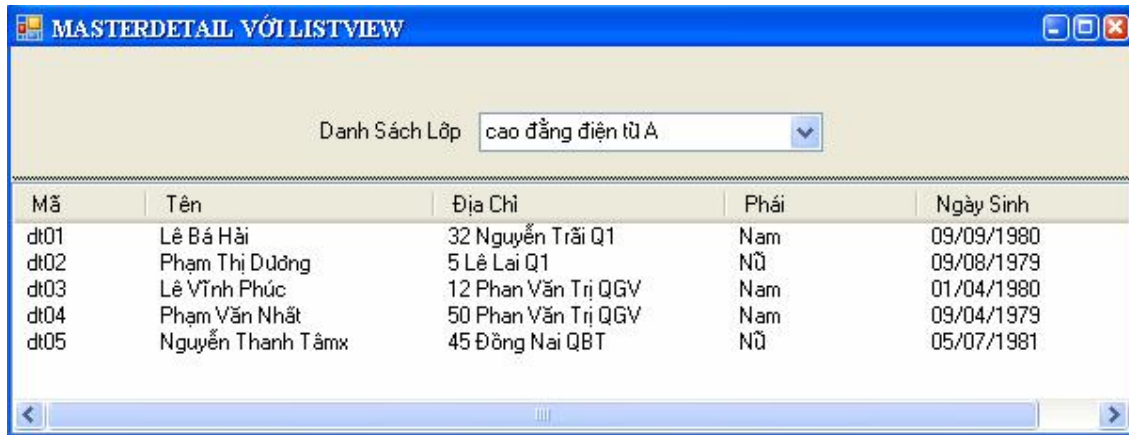 MASTERDETAIL VỚI LISTVIEW
Danh Sách Lớp cao đẳng điện tử A
Mã Tên Địa Chỉ Phái Ngày Sinh
dt01 Lê Bá Hải 32 Nguyễn Trãi Q1 Nam 09/09/1980
dt02 Phạm Thị Dương 5 Lê Lai Q1 Nữ 09/08/1979
dt03 Lê Vĩnh Phúc 12 Phan Văn Trị QGV Nam 01/04/1980
dt04 Phạm Văn Nhất 50 Phan Văn Trị QGV Nam 09/04/1979
dt05 Nguyễn Thanh Tâmx 45 Đồng Nai QBT Nữ 05/07/1981